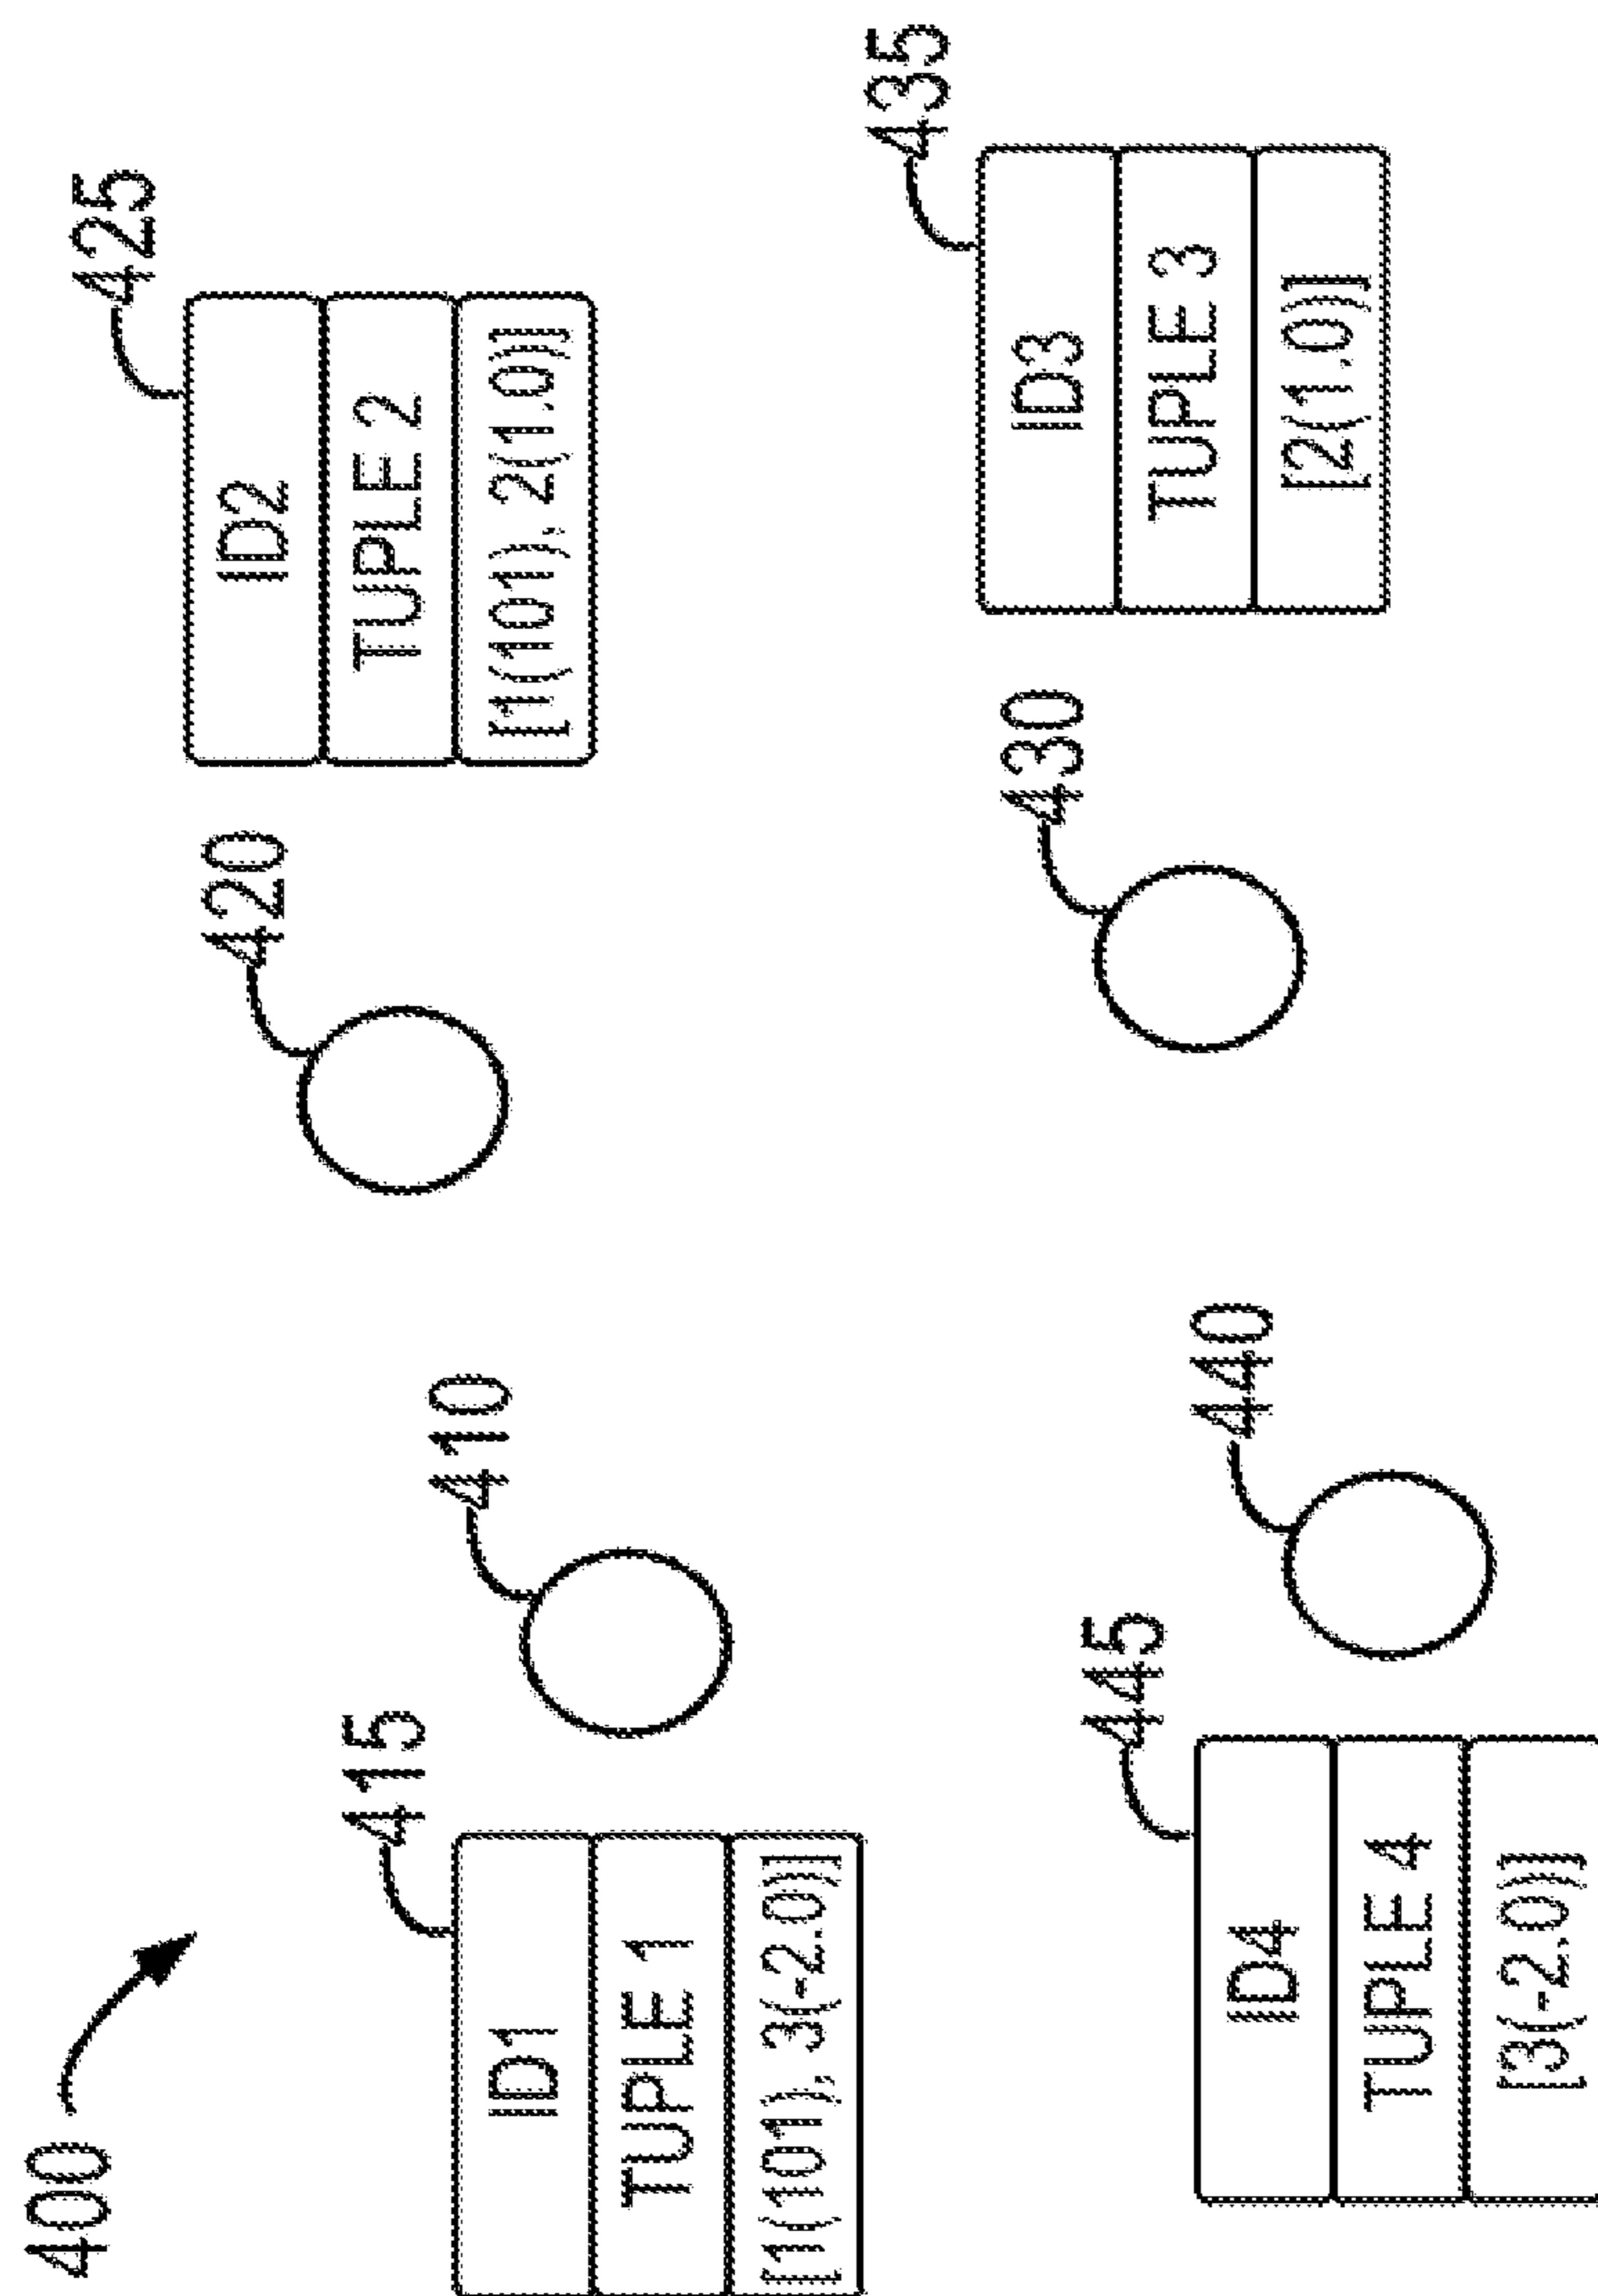 400
415
ID1
TUPLE 1
[1(101), 3(-2.0)]
410
420
425
ID2
TUPLE 2
[1(101), 2(1.0)]
445
ID4
TUPLE 4
[3(-2.0)]
440
430
435
ID3
TUPLE 3
[2(1.0)]